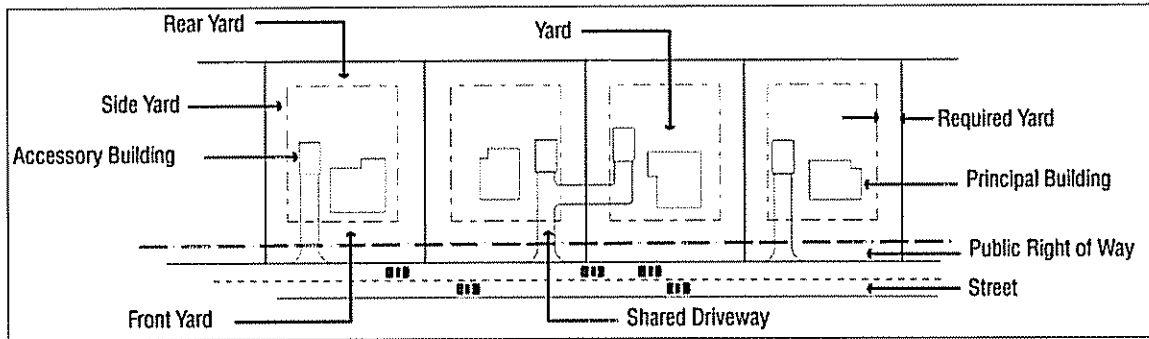 Rear Yard
Yard
Side Yard
Required Yard
Accessory Building
Principal Building
Public Right of Way
Street
Front Yard
Shared Driveway